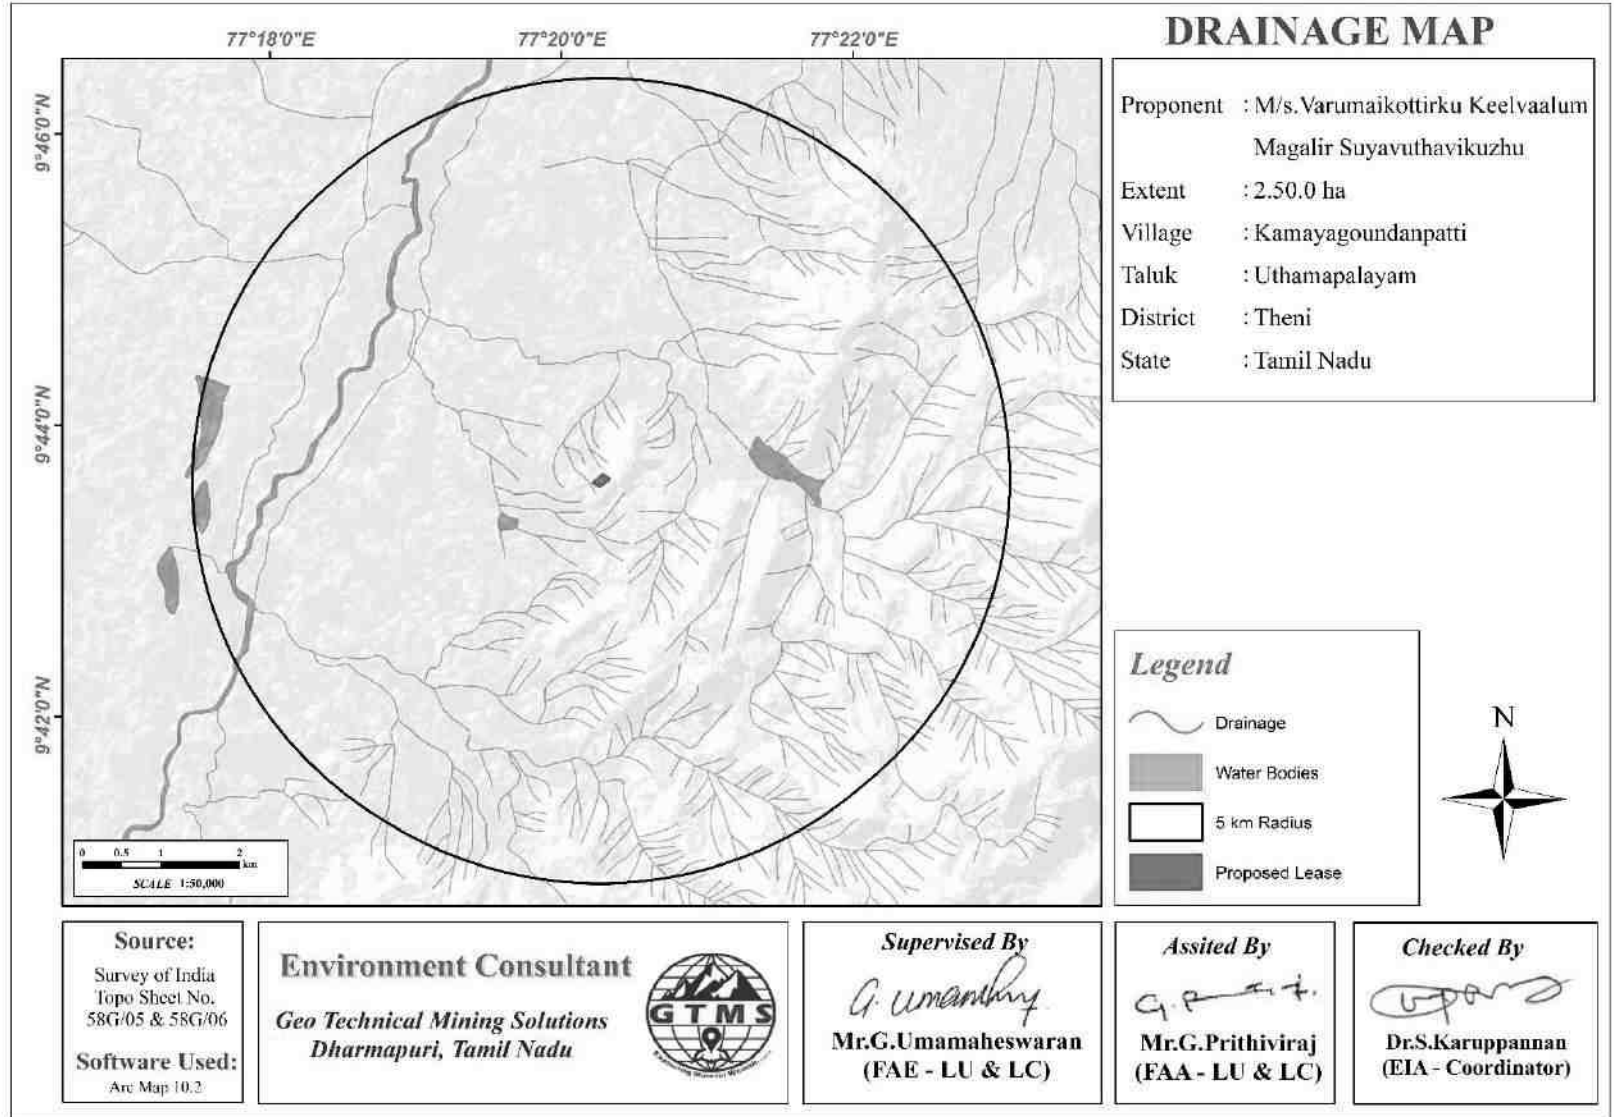 DRAINAGE MAP
77°18'0"E 77°20'0"E 77°22'0"E
9°46'0"N
9°44'0"N
9°42'0"N
Proponent : M/s.Varumaikottirku Keelvaalum
Magalir Suyavuthavikuzhu
Extent : 2.50.0 ha
Village : Kamayagoundanpatti
Taluk : Uthamapalayam
District : Theni
State : Tamil Nadu
Legend
Drainage
Water Bodies
5 km Radius
Proposed Lease
N
0 0.5 1 2
km
SCALE 1:50,000
Source:
Survey of India
Topo Sheet No.
58G/05 & 58G/06
Software Used:
Arc Map 10.2
Environment Consultant
Geo Technical Mining Solutions
Dharmapuri, Tamil Nadu
GTMS
Supervised By
G. Umamhwy
Mr.G.Umamaheswaran
(FAE - LU & LC)
Assited By
Mr.G.Prithiviraj
(FAA - LU & LC)
Checked By
Dr.S.Karuppannan
(EIA - Coordinator)